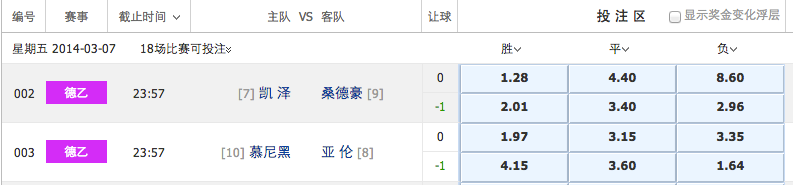 编号 赛事 截止时间 主队 VS 客队 让球 投 注 区 显示奖金变化浮层
星期五 2014-03-07 18场比赛可投注 胜 平 负
002 德乙 23:57 [7] 凯 泽 桑德豪 [9] 0 1.28 4.40 8.60
-1 2.01 3.40 2.96
003 德乙 23:57 [10] 慕尼黑 亚 伦 [8] 0 1.97 3.15 3.35
-1 4.15 3.60 1.64